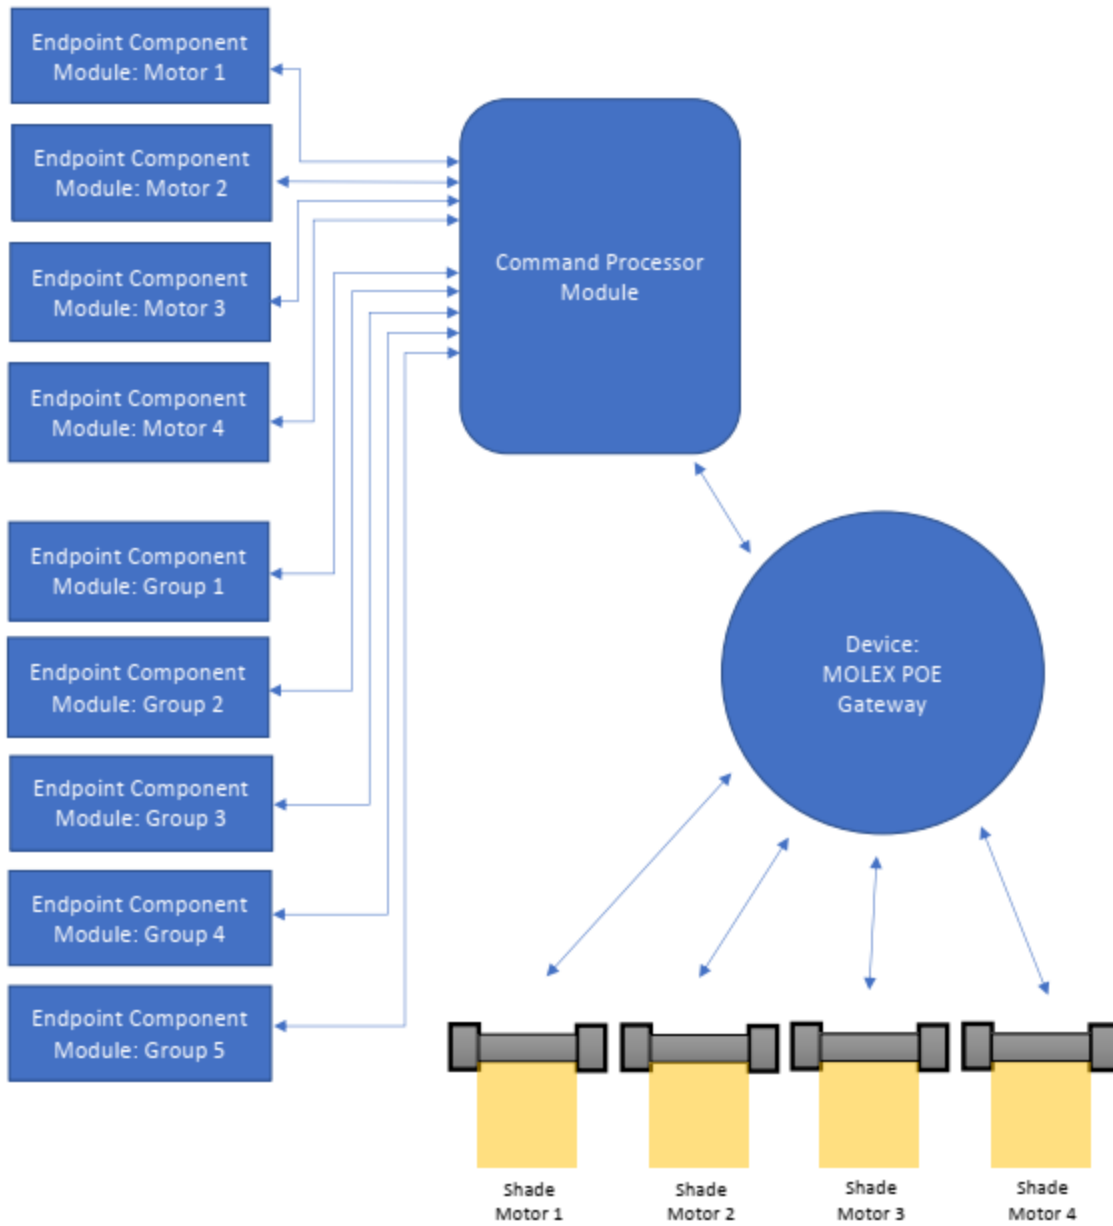 Endpoint Component
Module: Motor 1
Endpoint Component
Module: Motor 2
Endpoint Component
Module: Motor 3
Endpoint Component
Module: Motor 4
Command Processor
Module
Endpoint Component
Module: Group 1
Endpoint Component
Module: Group 2
Endpoint Component
Module: Group 3
Endpoint Component
Module: Group 4
Endpoint Component
Module: Group 5
Device:
MOLEX POE
Gateway
Shade
Motor 1
Shade
Motor 2
Shade
Motor 3
Shade
Motor 4